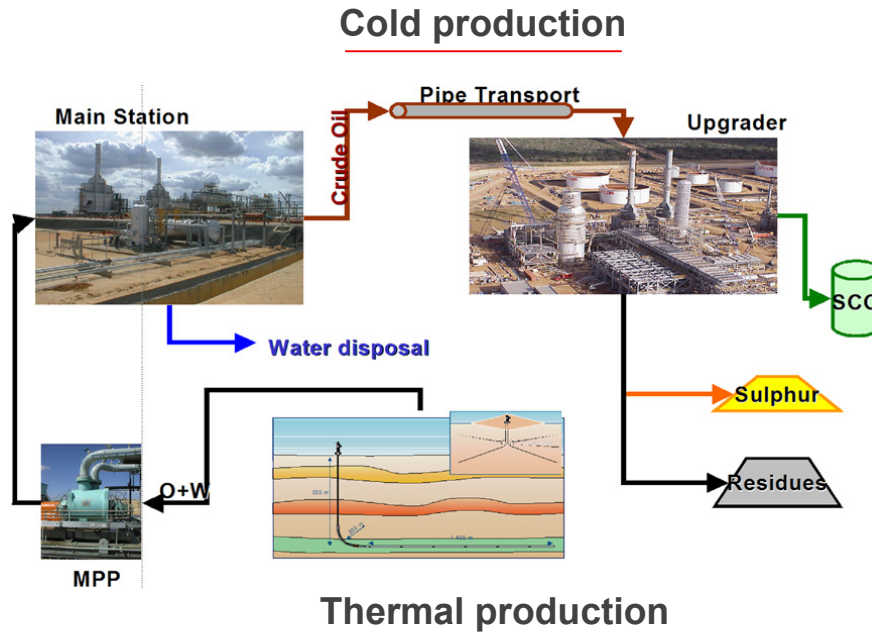 Cold production
Pipe Transport
Main Station
Upgrader
Crude Oil
SCO
Water disposal
Sulphur
O+W
Residues
MPP
Thermal production